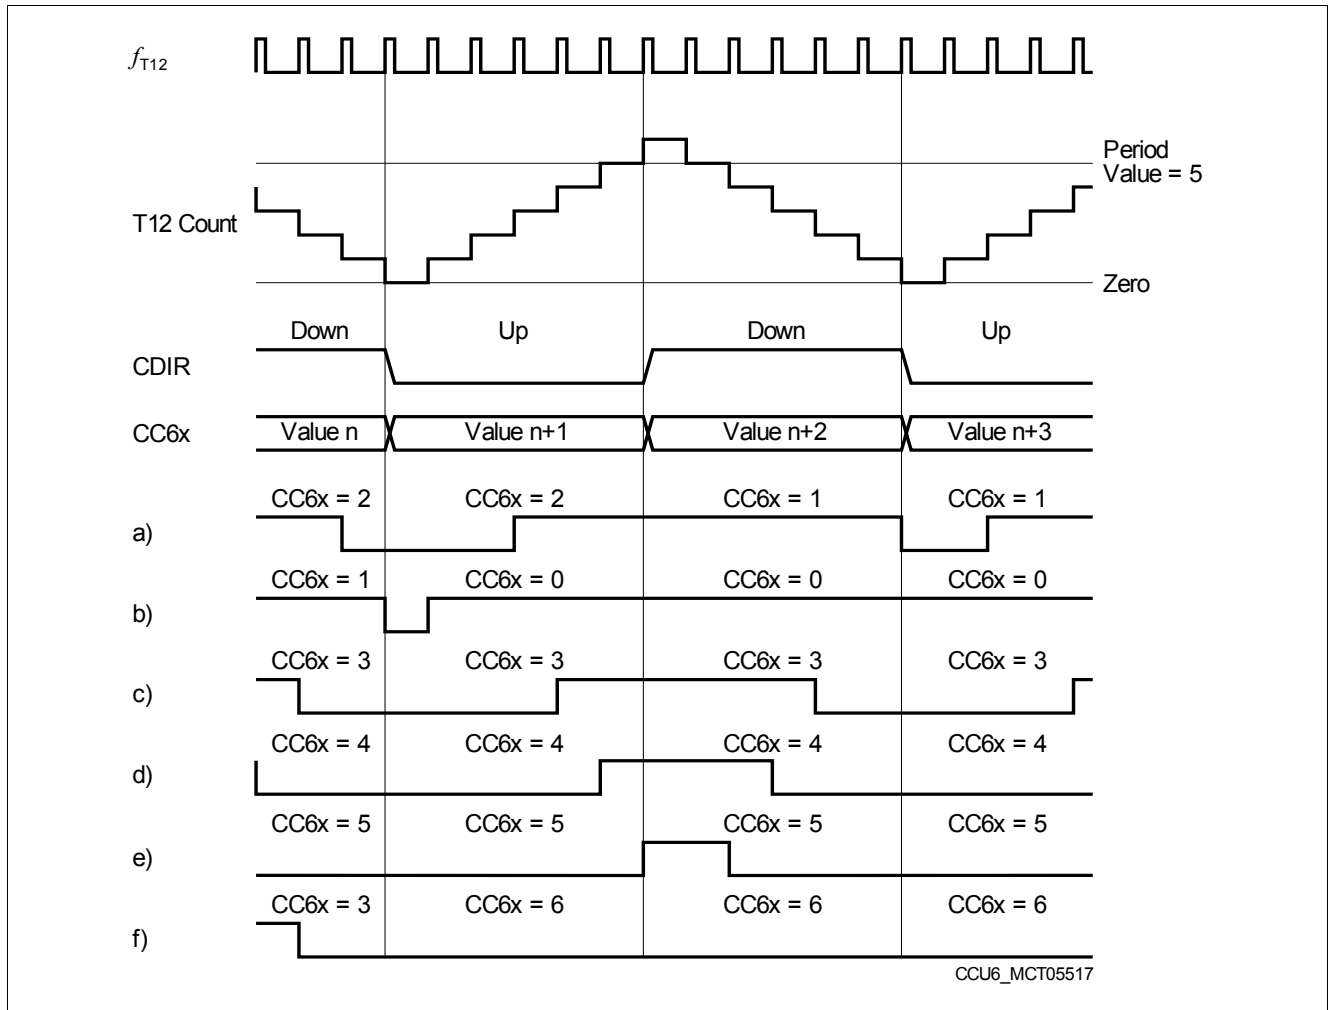 fT12
Period
Value = 5
T12 Count
Zero
Down Up Down Up
CDIR
CC6x Value n Value n+1 Value n+2 Value n+3
CC6x = 2 CC6x = 2 CC6x = 1 CC6x = 1
a)
CC6x = 1 CC6x = 0 CC6x = 0 CC6x = 0
b)
CC6x = 3 CC6x = 3 CC6x = 3 CC6x = 3
c)
CC6x = 4 CC6x = 4 CC6x = 4 CC6x = 4
d)
CC6x = 5 CC6x = 5 CC6x = 5 CC6x = 5
e)
CC6x = 3 CC6x = 6 CC6x = 6 CC6x = 6
f)
CCU6_MCT05517